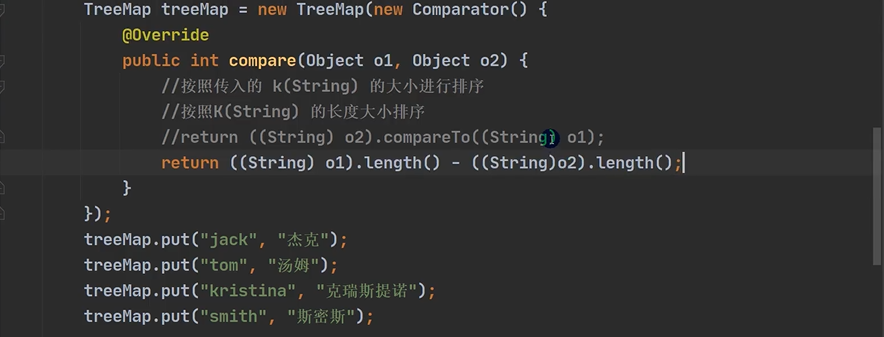 TreeMap treeMap = new TreeMap(new Comparator() {
@Override
public int compare(Object o1, Object o2) {
//按照传入的 k(String) 的大小进行排序
//按照K(String) 的长度大小排序
//return ((String) o2).compareTo((String) o1);
return ((String) o1).length() - ((String)o2).length();
}
});
treeMap.put("jack", "杰克");
treeMap.put("tom", "汤姆");
treeMap.put("kristina", "克瑞斯提诺");
treeMap.put("smith", "斯密斯");